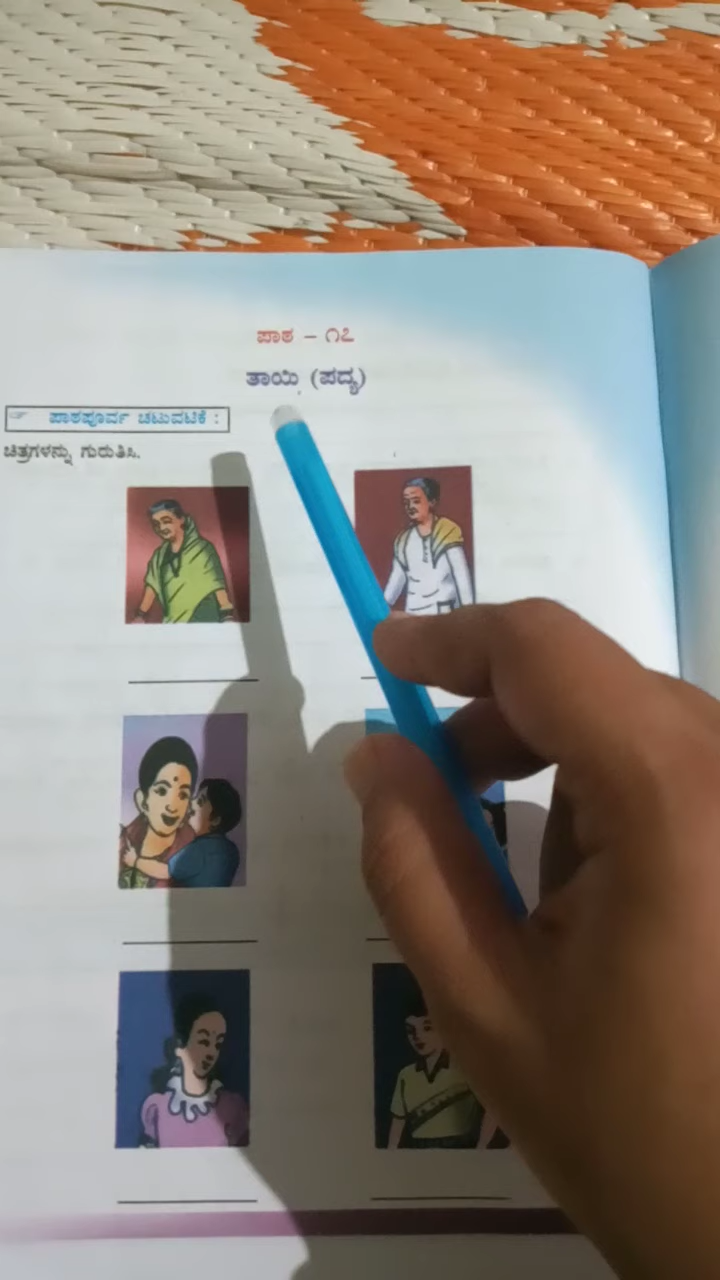 ಪಾಠ – ೧೭
ತಾಯಿ (ಪದ್ಯ)
ಪಾಠಪೂರ್ವ ಚಟುವಟಿಕೆ :
ಚಿತ್ರಗಳನ್ನು ಗುರುತಿಸಿ.